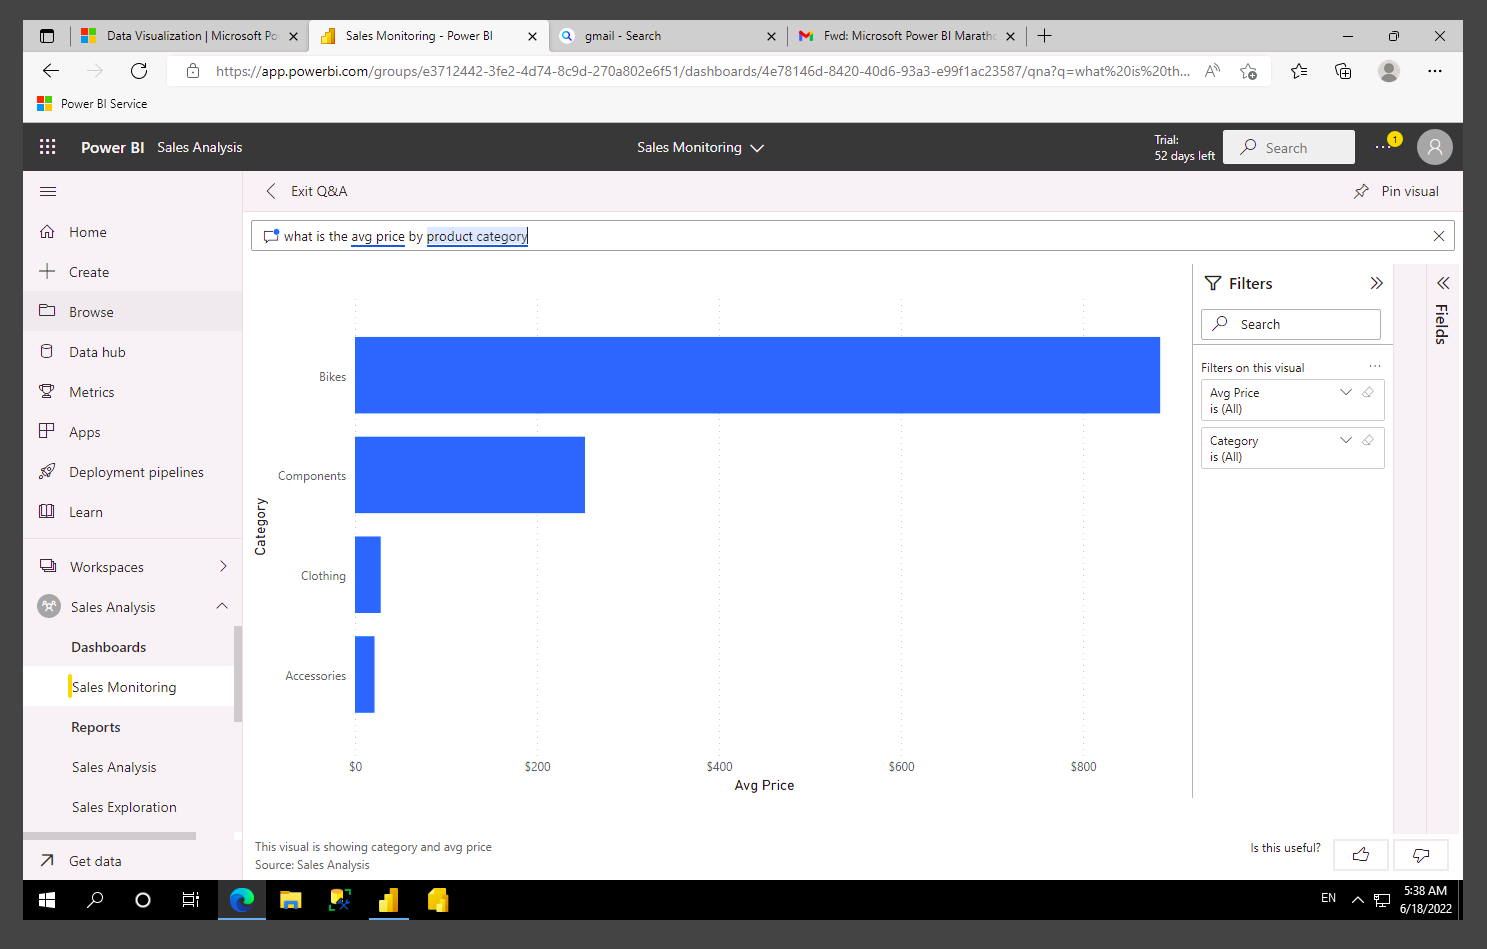 Data Visualization | Microsoft Po
Sales Monitoring - Power BI
gmail - Search
Fwd: Microsoft Power BI Maratho
https://app.powerbi.com/groups/e3712442-3fe2-4d74-8c9d-270a802e6f51/dashboards/4e78146d-8420-40d6-93a3-e99f1ac23587/qna?q=what%20is%20th...
Power BI Service
Power BI Sales Analysis
Sales Monitoring
Trial:
52 days left
Search
1
Exit Q&A
Pin visual
what is the avg price by product category
Home
Create
Browse
Data hub
Metrics
Apps
Deployment pipelines
Learn
Workspaces
Sales Analysis
Dashboards
Sales Monitoring
Reports
Sales Analysis
Sales Exploration
Get data
Category
Bikes
Components
Clothing
Accessories
$0 $200 $400 $600 $800
Avg Price
Filters
Search
Filters on this visual
Avg Price
is (All)
Category
is (All)
Fields
This visual is showing category and avg price
Source: Sales Analysis
Is this useful?
EN
5:38 AM
6/18/2022